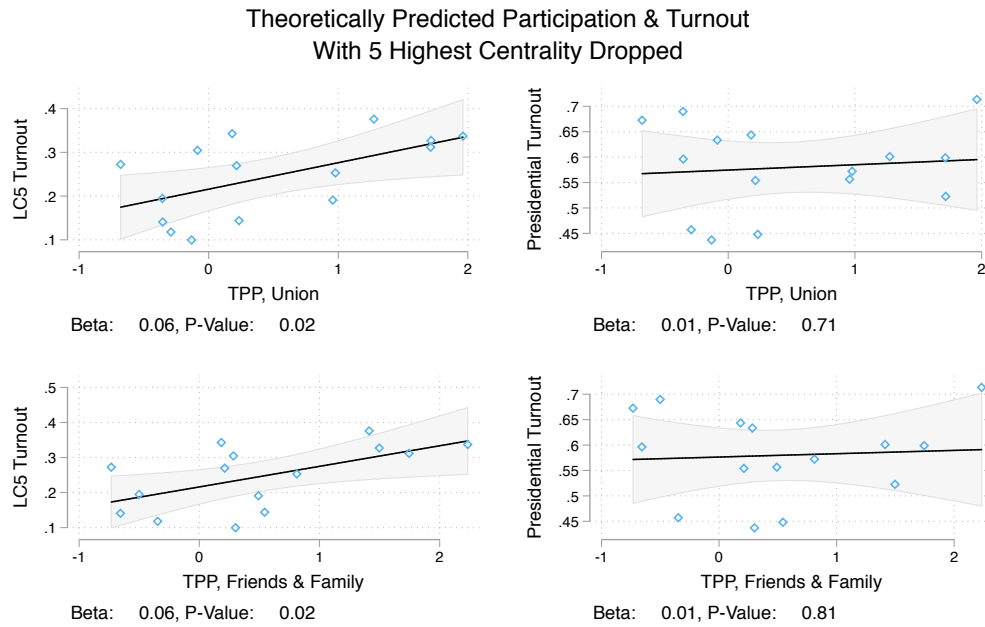 Theoretically Predicted Participation & Turnout
With 5 Highest Centrality Dropped
LC5 Turnout
.4
.3
.2
.1
-1 0 1 2
TPP, Union
Beta: 0.06, P-Value: 0.02
Presidential Turnout
.7
.65
.6
.55
.5
.45
-1 0 1 2
TPP, Union
Beta: 0.01, P-Value: 0.71
LC5 Turnout
.5
.4
.3
.2
.1
-1 0 1 2
TPP, Friends & Family
Beta: 0.06, P-Value: 0.02
Presidential Turnout
.7
.65
.6
.55
.5
.45
-1 0 1 2
TPP, Friends & Family
Beta: 0.01, P-Value: 0.81